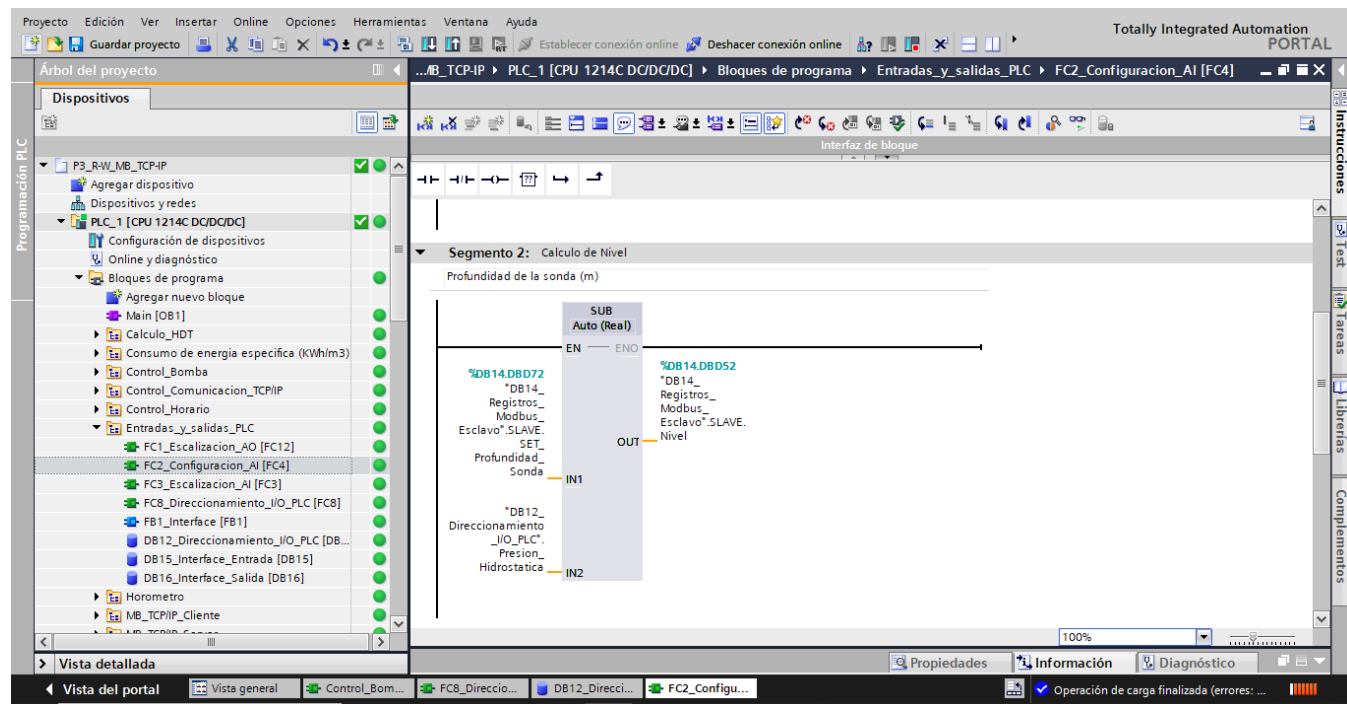 Proyecto Edición Ver Insertar Online Opciones Herramientas Ventana Ayuda
Totally Integrated Automation
PORTAL
Guardar proyecto
Establecer conexión online
Deshacer conexión online
Árbol del proyecto
...MB_TCP-IP ▸ PLC_1 [CPU 1214C DC/DC/DC] ▸ Bloques de programa ▸ Entradas_y_salidas_PLC ▸ FC2_Configuracion_AI [FC4]
Dispositivos
Programación PLC
P3_R-W_MB_TCP-IP
Agregar dispositivo
Dispositivos y redes
PLC_1 [CPU 1214C DC/DC/DC]
Configuración de dispositivos
Online y diagnóstico
Bloques de programa
Agregar nuevo bloque
Main [OB1]
Calculo_HDT
Consumo de energia especifica (KWh/m3)
Control_Bomba
Control_Comunicacion_TCP/IP
Control_Horario
Entradas_y_salidas_PLC
FC1_Escalizacion_AO [FC12]
FC2_Configuracion_AI [FC4]
FC3_Escalizacion_AI [FC3]
FC8_Direccionamiento_I/O_PLC [FC8]
FB1_Interface [FB1]
DB12_Direccionamiento_I/O_PLC [DB...
DB15_Interface_Entrada [DB15]
DB16_Interface_Salida [DB16]
Horometro
MB_TCP/IP_Cliente
Vista detallada
Interfaz de bloque
??
Segmento 2: Calculo de Nivel
Profundidad de la sonda (m)
SUB
Auto (Real)
EN ENO
%DB14.DBD72
"DB14_
Registros_
Modbus_
Esclavo".SLAVE.
SET_
Profundidad_
Sonda
IN1
"DB12_
Direccionamiento
_I/O_PLC".
Presion_
Hidrostatica
IN2
%DB14.DBD52
"DB14_
Registros_
Modbus_
Esclavo".SLAVE.
Nivel
OUT
100%
Instrucciones
Test
Tareas
Librerías
Complementos
Propiedades
Información
Diagnóstico
Vista del portal
Vista general
Control_Bom...
FC8_Direccio...
DB12_Direcci...
FC2_Configu...
Operación de carga finalizada (errores: ...